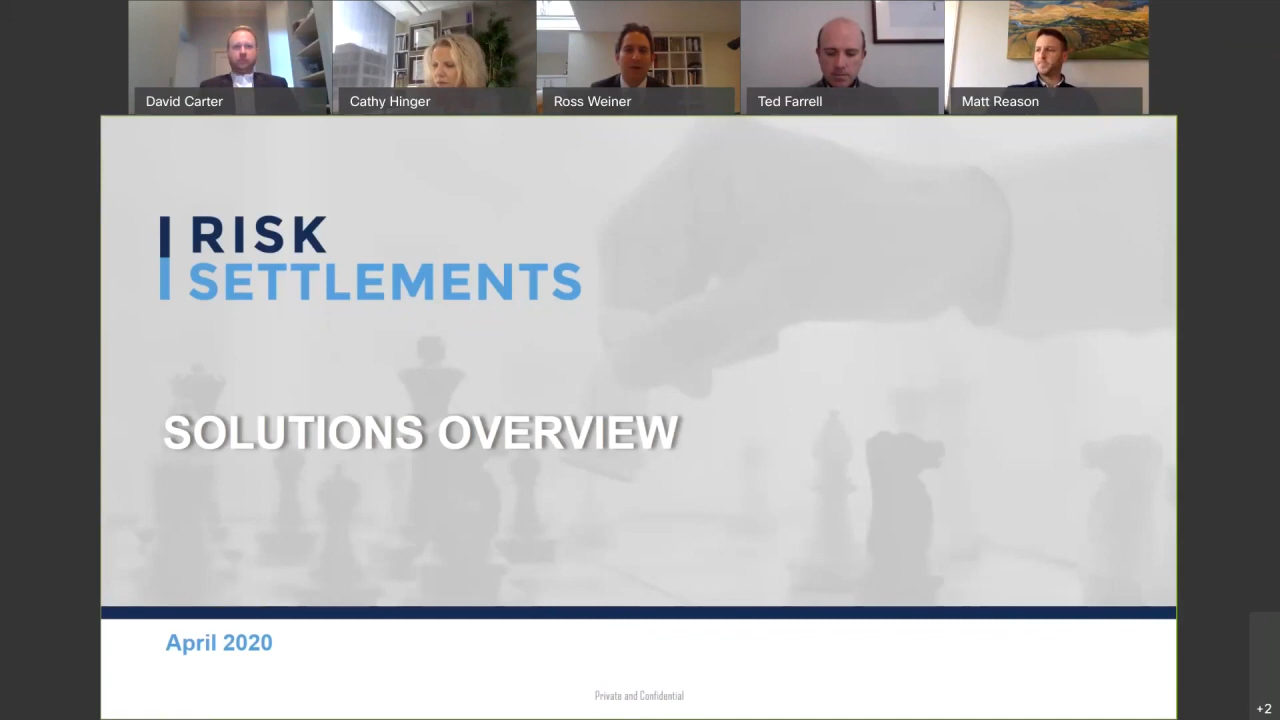 David Carter
Cathy Hinger
Ross Weiner
Ted Farrell
Matt Reason
RISK
SETTLEMENTS
SOLUTIONS OVERVIEW
April 2020
Private and Confidential
+2